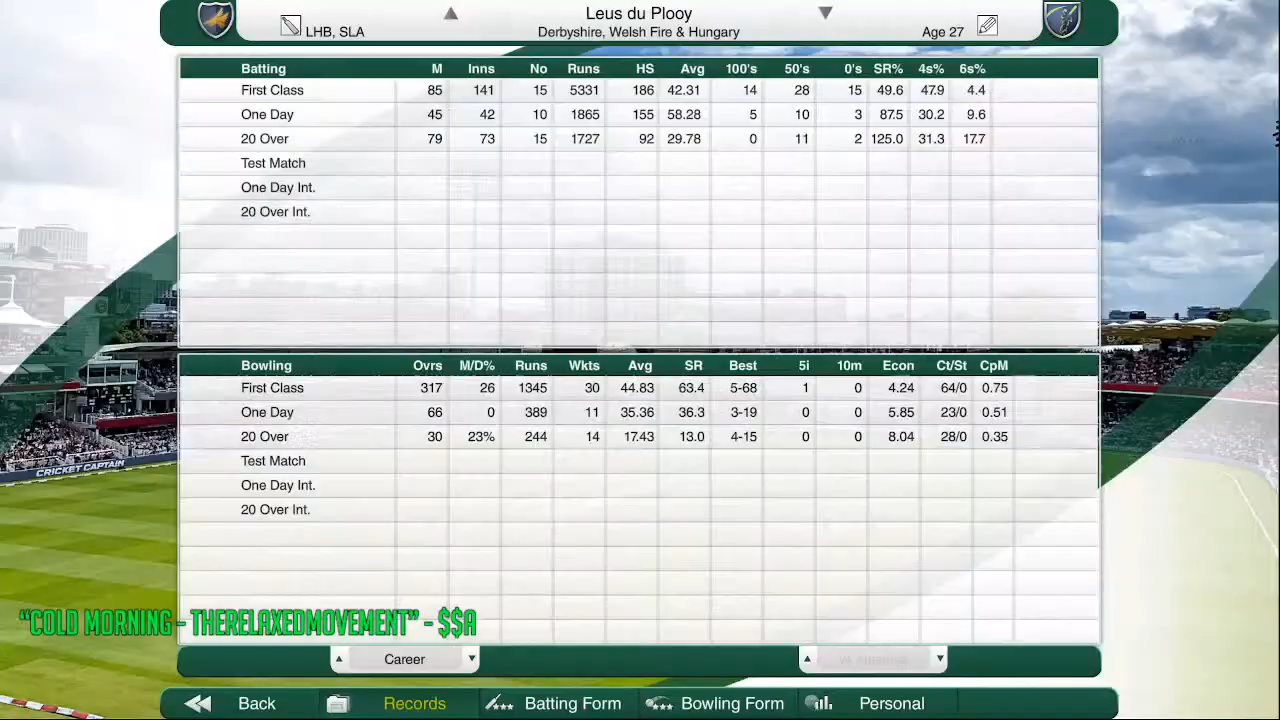 Leus du Plooy
LHB, SLA
Derbyshire, Welsh Fire & Hungary
Age 27
Batting M Inns No Runs HS Avg 100's 50's 0's SR% 4s% 6s%
First Class 85 141 15 5331 186 42.31 14 28 15 49.6 47.9 4.4
One Day 45 42 10 1865 155 58.28 5 10 3 87.5 30.2 9.6
20 Over 79 73 15 1727 92 29.78 0 11 2 125.0 31.3 17.7
Test Match
One Day Int.
20 Over Int.
Bowling Ovrs M/D% Runs Wkts Avg SR Best 5i 10m Econ Ct/St CpM
First Class 317 26 1345 30 44.83 63.4 5-68 1 0 4.24 64/0 0.75
One Day 66 0 389 11 35.36 36.3 3-19 0 0 5.85 23/0 0.51
20 Over 30 23% 244 14 17.43 13.0 4-15 0 0 8.04 28/0 0.35
Test Match
One Day Int.
20 Over Int.
CRICKET CAPTAIN
"COLD MORNING - THERELAXEDMOVEMENT" - $$A
Career
Back Records Batting Form Bowling Form Personal